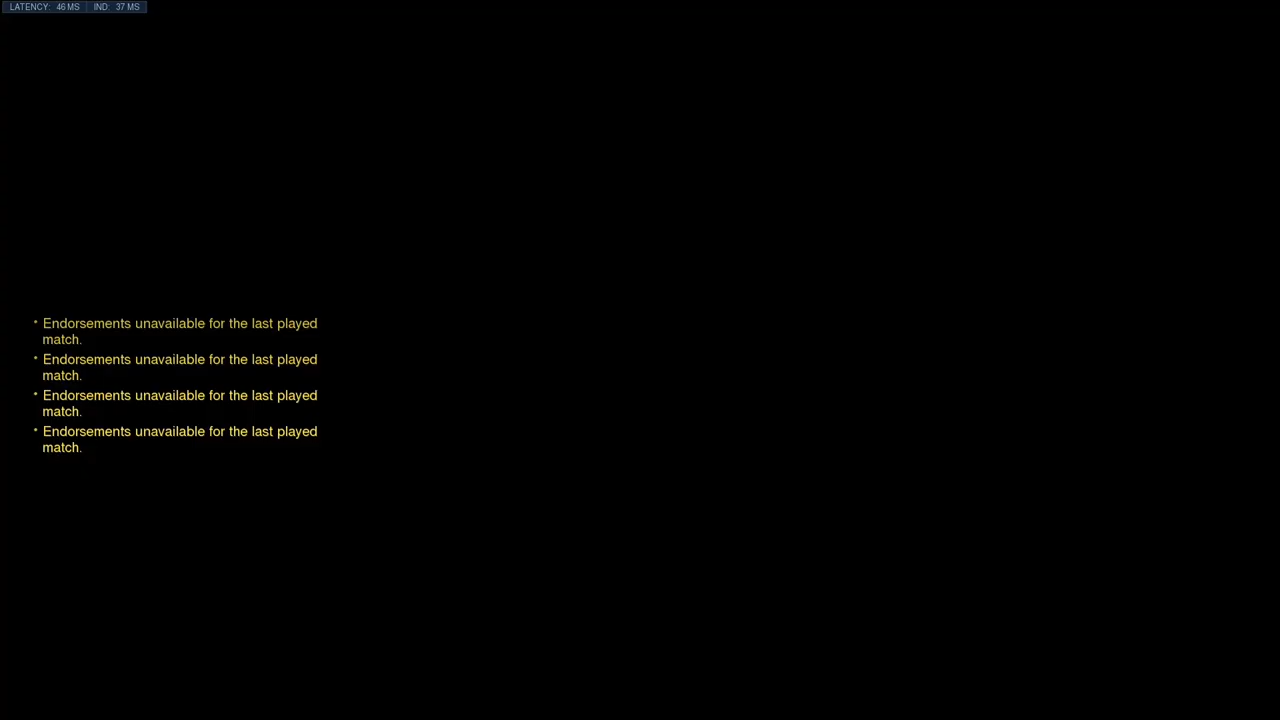 LATENCY: 46 MS IND: 37 MS
• Endorsements unavailable for the last played
match.
• Endorsements unavailable for the last played
match.
• Endorsements unavailable for the last played
match.
• Endorsements unavailable for the last played
match.